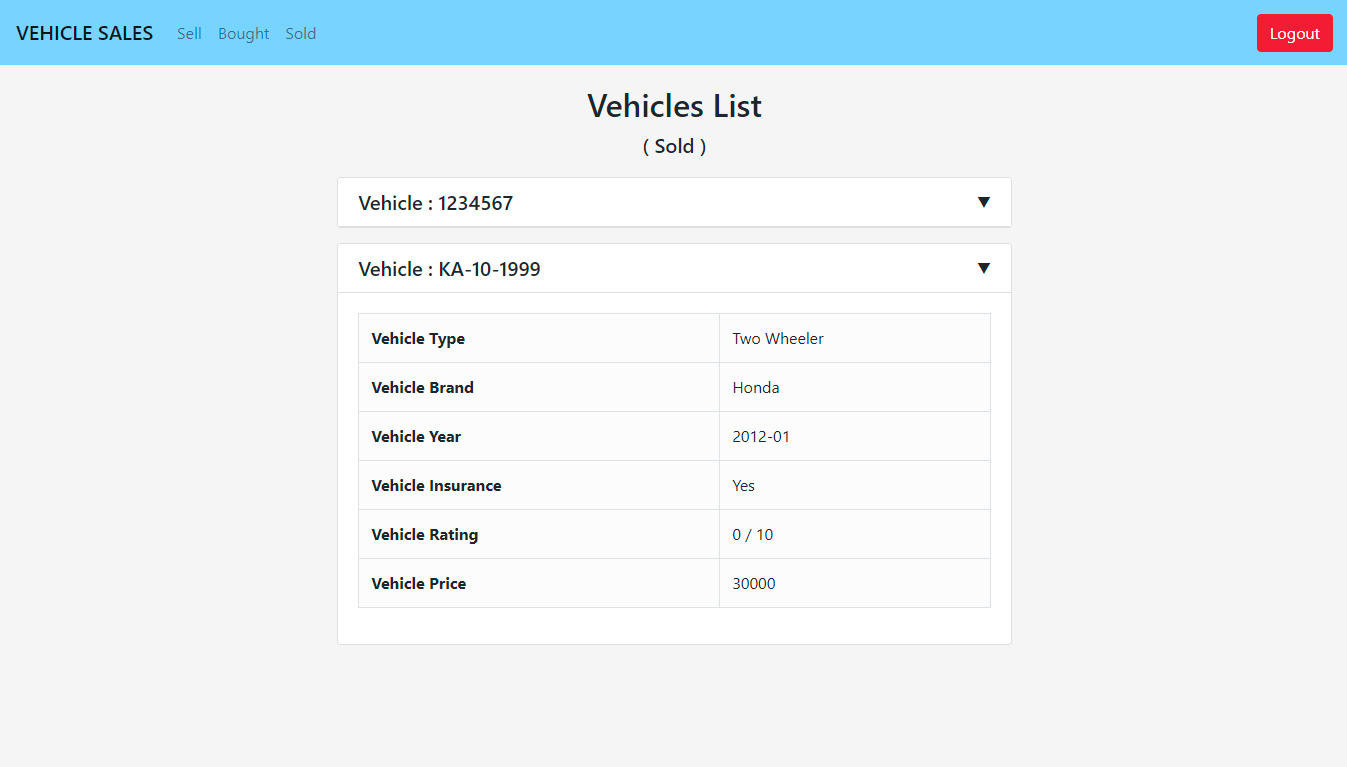 VEHICLE SALES Sell Bought Sold Logout
Vehicles List
( Sold )
Vehicle : 1234567 ▼
Vehicle : KA-10-1999 ▼
Vehicle Type Two Wheeler
Vehicle Brand Honda
Vehicle Year 2012-01
Vehicle Insurance Yes
Vehicle Rating 0 / 10
Vehicle Price 30000